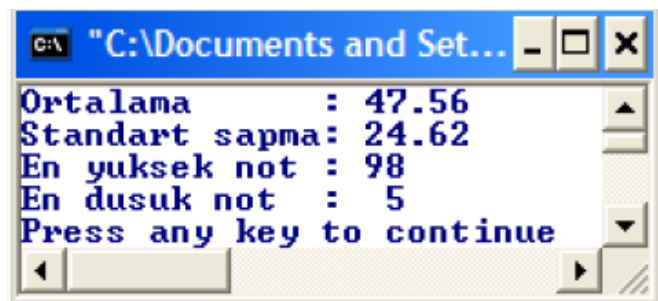 "C:\Documents and Set...
Ortalama       : 47.56
Standart sapma: 24.62
En yuksek not : 98
En dusuk not  :  5
Press any key to continue